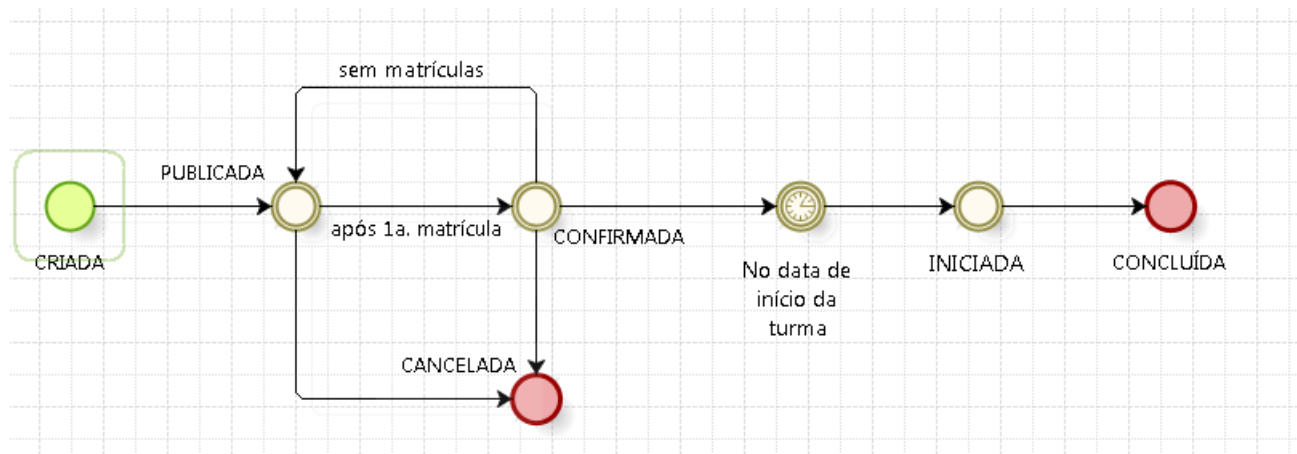 sem matrículas
PUBLICADA
após 1a. matrícula
CONFIRMADA
CRIADA
No data de
início da
turma
INICIADA
CONCLUÍDA
CANCELADA